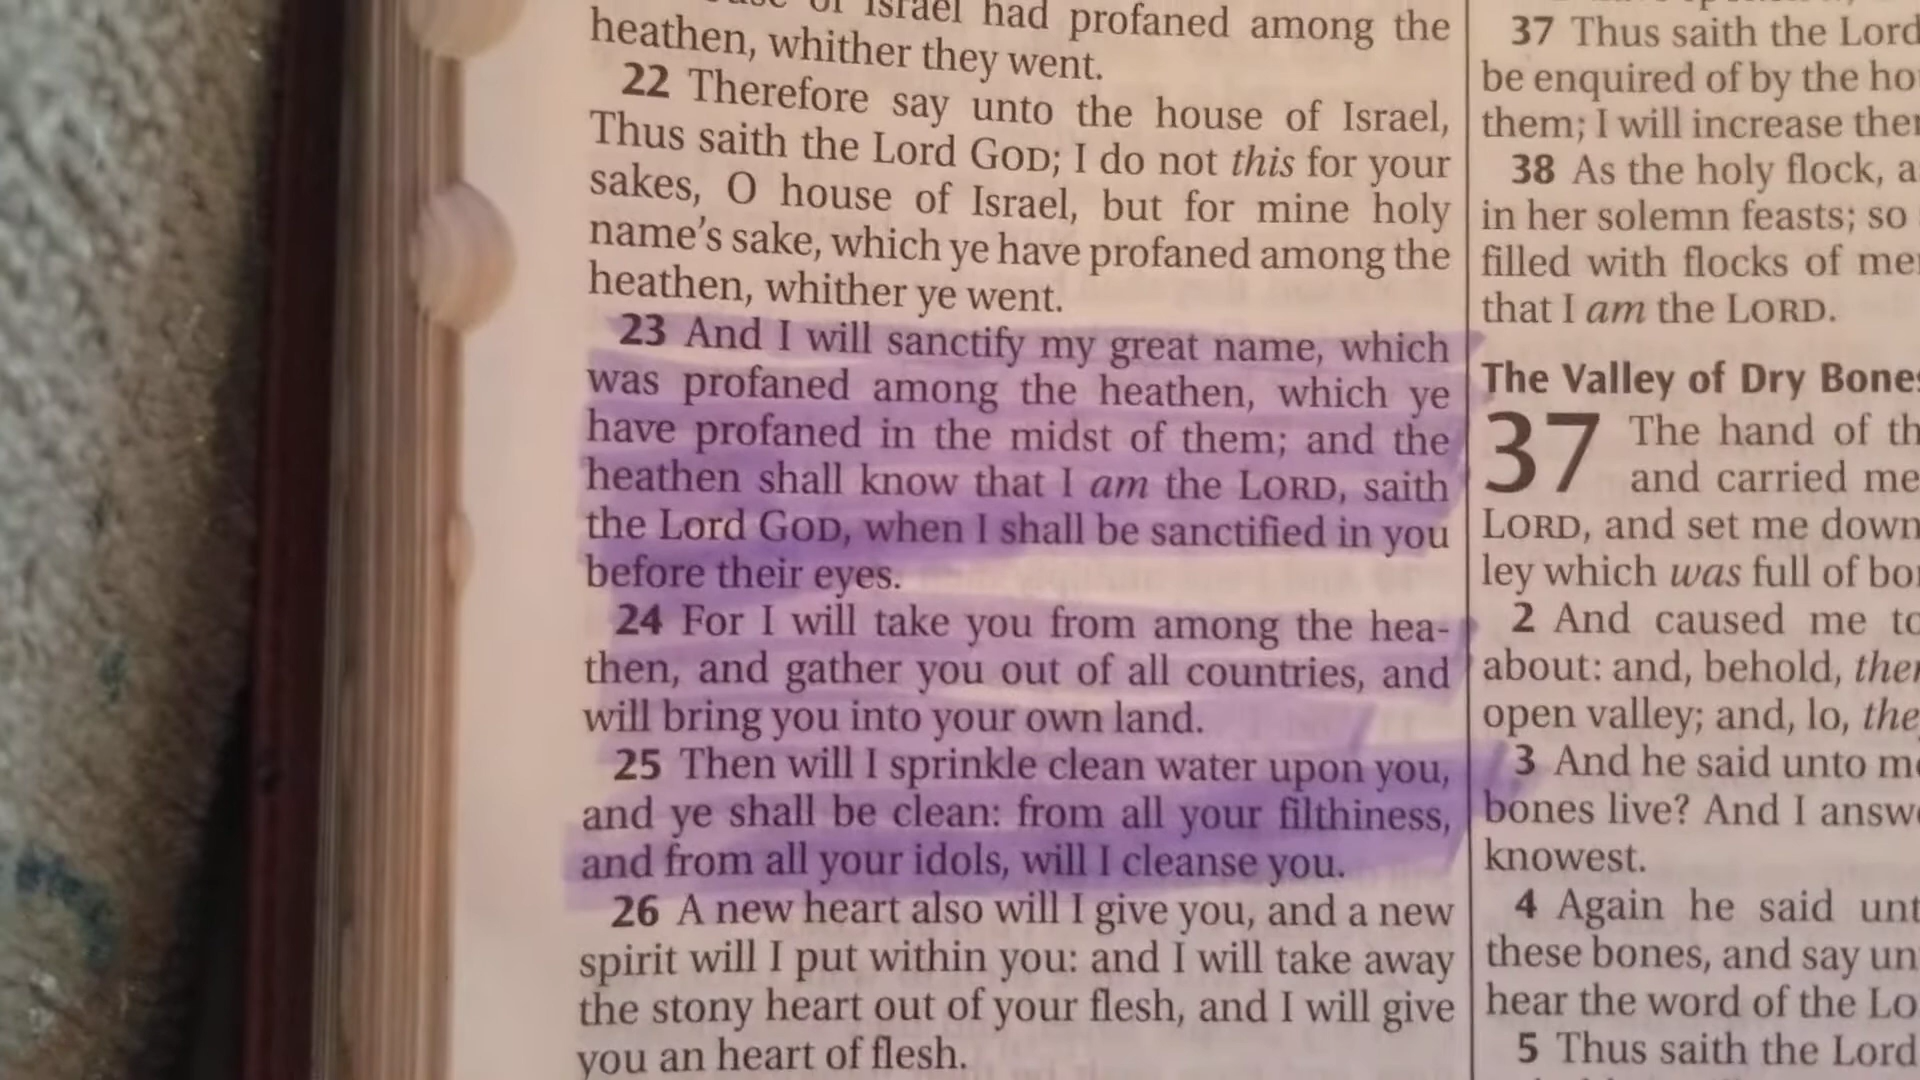 of Israel had profaned among the
heathen, whither they went.
22 Therefore say unto the house of Israel,
Thus saith the Lord GOD; I do not this for your
sakes, O house of Israel, but for mine holy
name's sake, which ye have profaned among the
heathen, whither ye went.
23 And I will sanctify my great name, which
was profaned among the heathen, which ye
have profaned in the midst of them; and the
heathen shall know that I am the LORD, saith
the Lord GOD, when I shall be sanctified in you
before their eyes.
24 For I will take you from among the hea-
then, and gather you out of all countries, and
will bring you into your own land.
25 Then will I sprinkle clean water upon you,
and ye shall be clean: from all your filthiness,
and from all your idols, will I cleanse you.
26 A new heart also will I give you, and a new
spirit will I put within you: and I will take away
the stony heart out of your flesh, and I will give
you an heart of flesh.
37 Thus saith the Lord
be enquired of by the
them; I will increase
38 As the holy flock,
in her solemn feasts; so
filled with flocks of
that I am the LORD.
The Valley of Dry Bones
37 The hand of
and carried me
LORD, and set me down
ley which was full of
2 And caused me
about: and, behold,
open valley; and, lo,
3 And he said unto
bones live? And I
knowest.
4 Again he said
these bones, and say
hear the word of the
5 Thus saith the Lord